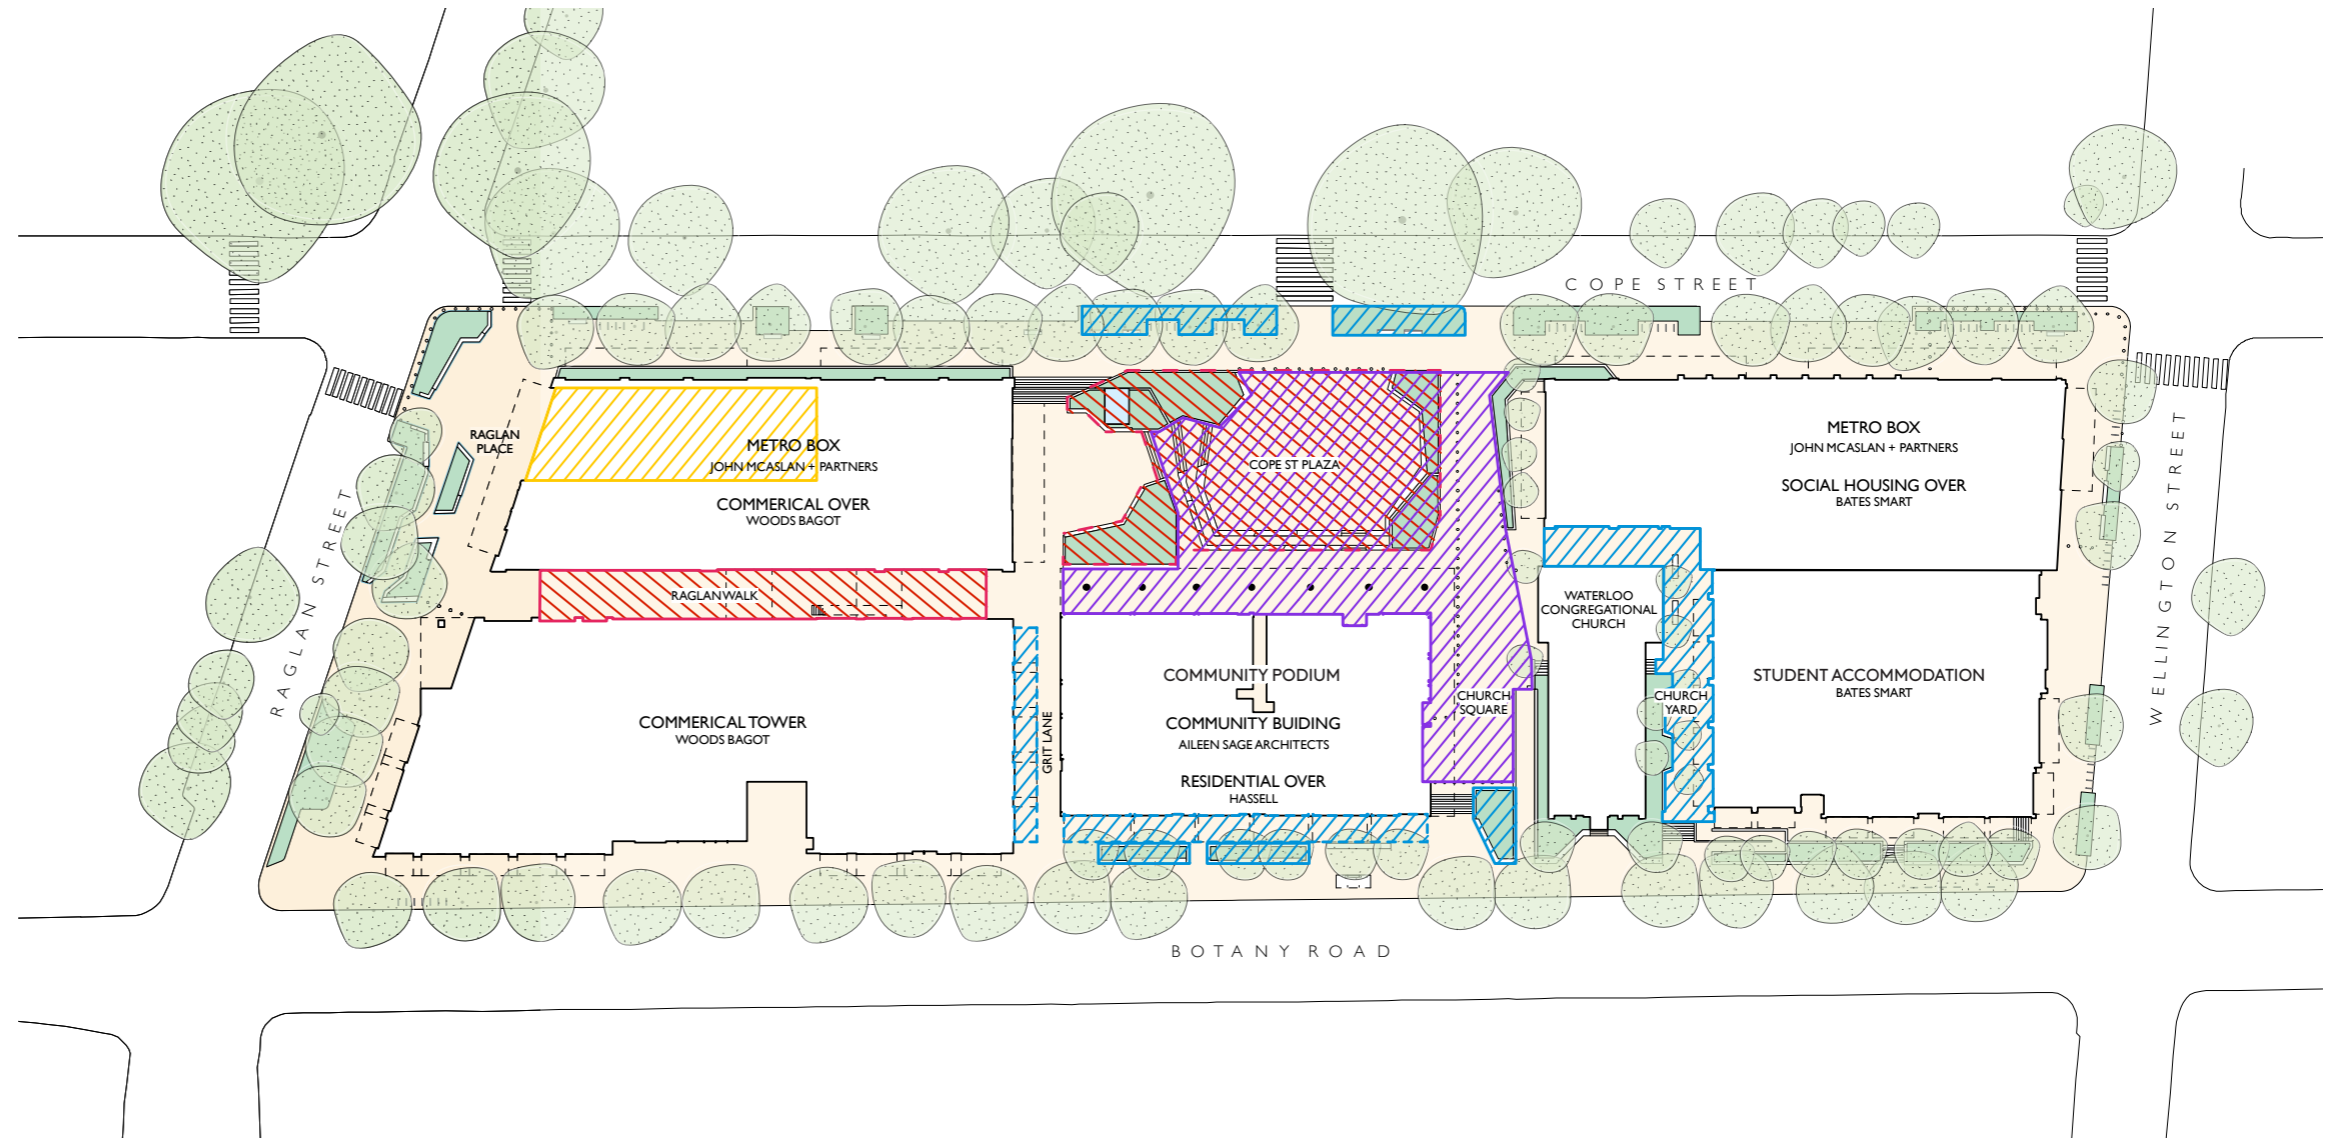 COPE STREET
RAGLAN
PLACE
METRO BOX
JOHN MCASLAN + PARTNERS
COMMERICAL OVER
WOODS BAGOT
COPE ST PLAZA
METRO BOX
JOHN MCASLAN + PARTNERS
SOCIAL HOUSING OVER
BATES SMART
RAGLAN STREET
WELLINGTON STREET
RAGLAN WALK
WATERLOO
CONGREGATIONAL
CHURCH
COMMERICAL TOWER
WOODS BAGOT
GRIT LANE
COMMUNITY PODIUM
COMMUNITY BUIDING
AILEEN SAGE ARCHITECTS
RESIDENTIAL OVER
HASSELL
CHURCH
SQUARE
CHURCH
YARD
STUDENT ACCOMMODATION
BATES SMART
BOTANY ROAD